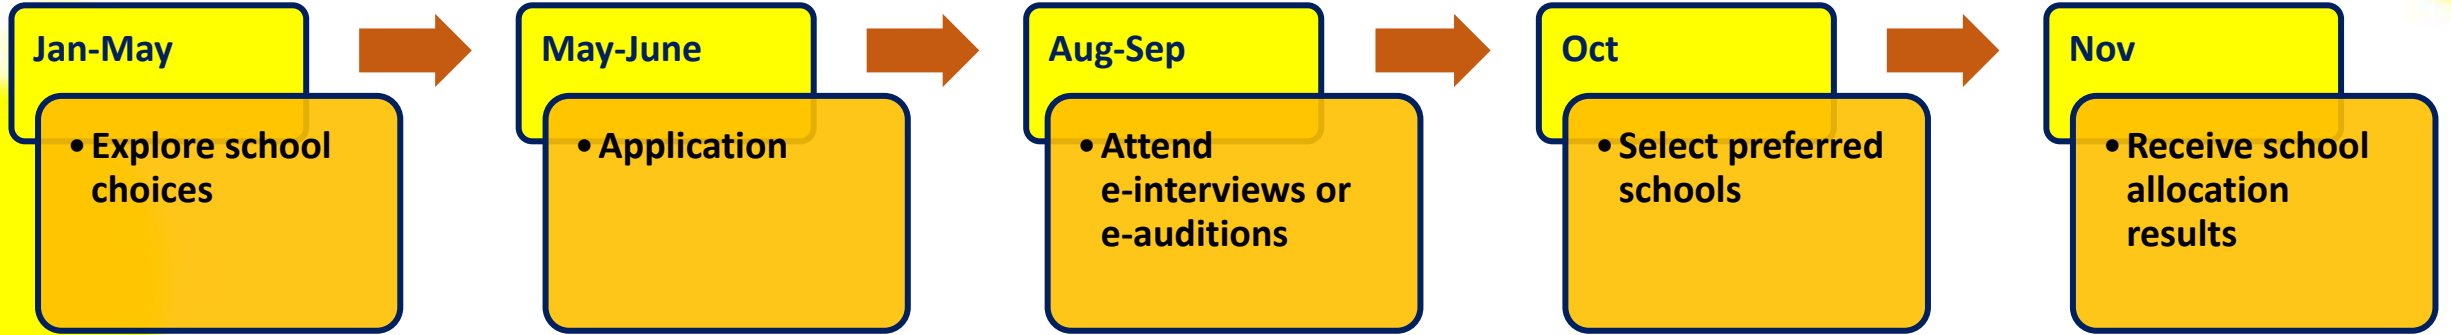 Jan-May
• Explore school
choices
May-June
• Application
Aug-Sep
• Attend
e-interviews or
e-auditions
Oct
• Select preferred
schools
Nov
• Receive school
allocation
results